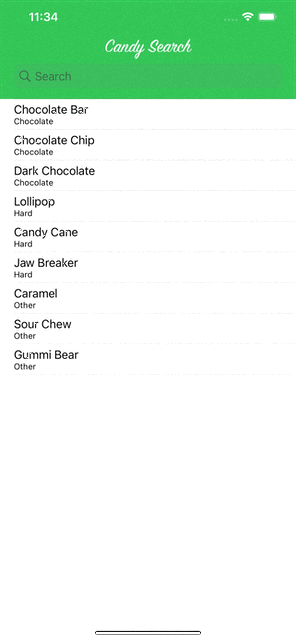 11:34
Candy Search
Search
Chocolate Bar
Chocolate
Chocolate Chip
Chocolate
Dark Chocolate
Chocolate
Lollipop
Hard
Candy Cane
Hard
Jaw Breaker
Hard
Caramel
Other
Sour Chew
Other
Gummi Bear
Other